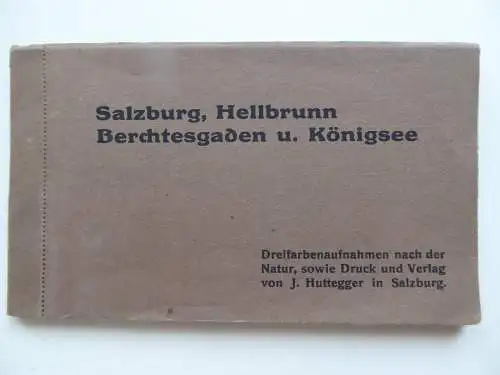 Salzburg, Hellbrunn
Berchtesgaden u. Königsee
Dreifarbenaufnahmen nach der
Natur, sowie Druck und Verlag
von J. Huttegger in Salzburg.